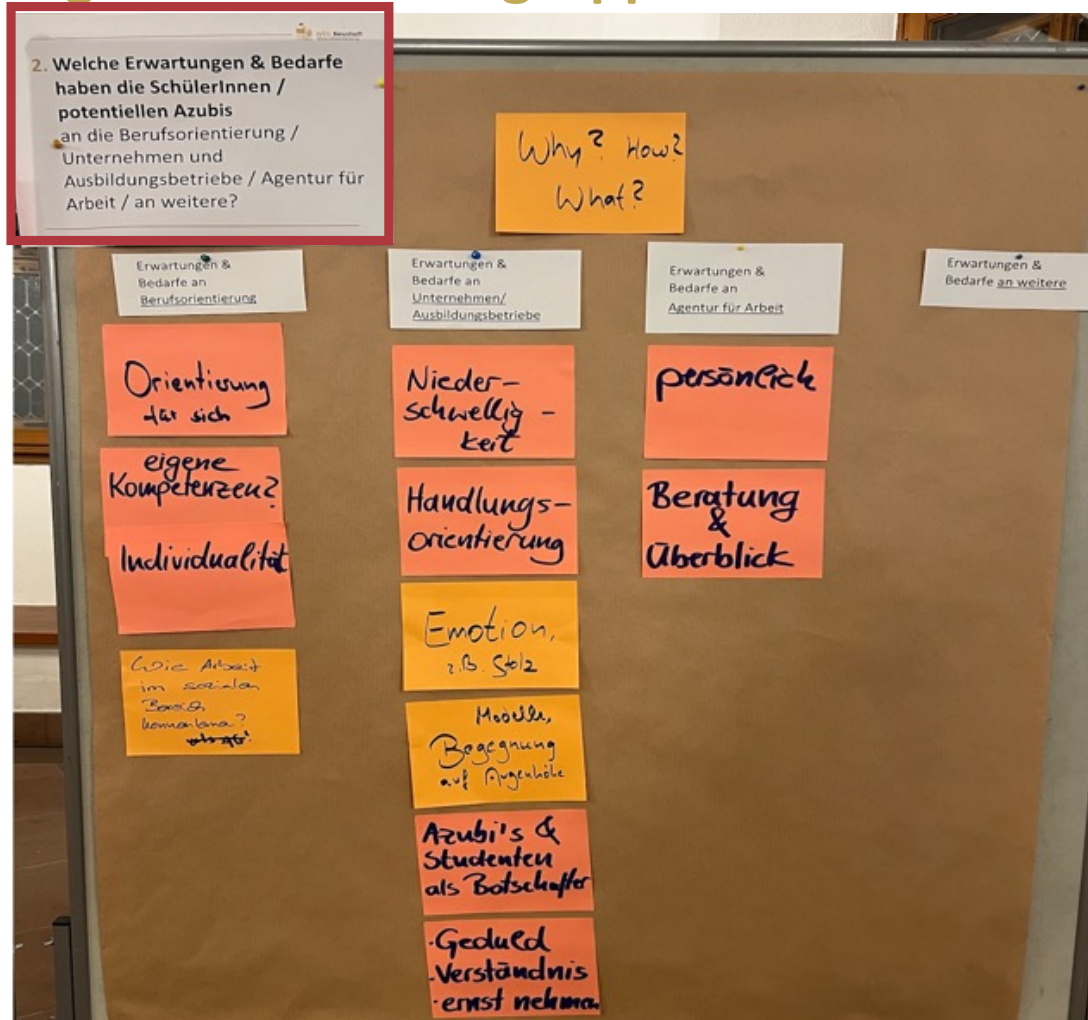 2. Welche Erwartungen & Bedarfe
haben die SchülerInnen /
potentiellen Azubis
an die Berufsorientierung /
Unternehmen und
Ausbildungsbetriebe / Agentur für
Arbeit / an weitere?
Why? How?
What?
Erwartungen &
Bedarfe an
Berufsorientierung
Orientierung
für sich
eigene
Kompetenzen?
Individualität
Wie Arbeit
im sozialen
Bereich
Erwartungen &
Bedarfe an
Unternehmen/
Ausbildungsbetriebe
Nieder-
schwellig-
keit
Handlungs-
orientierung
Emotion,
z.B. Stolz
Modelle,
Begegnung
auf Augenhöhe
Azubi's &
Studenten
als Botschafter
·Geduld
·Verständnis
·ernst nehmen
Erwartungen &
Bedarfe an
Agentur für Arbeit
persönlich
Beratung
&
Überblick
Erwartungen &
Bedarfe an weitere